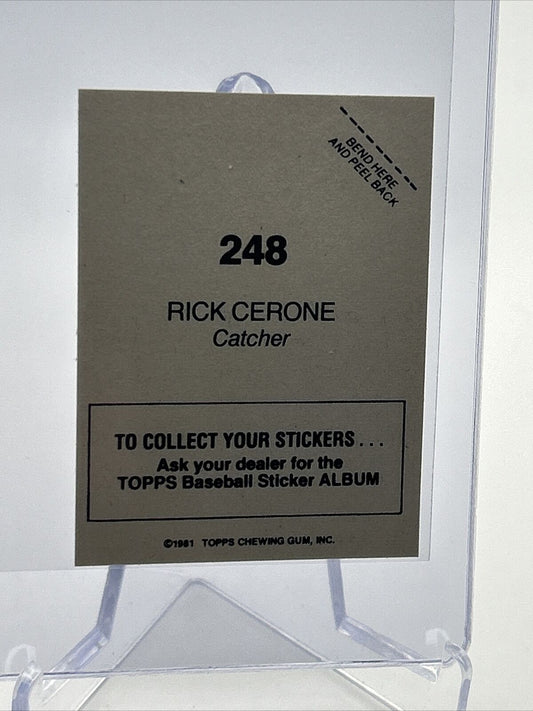 BEND HERE
AND PEEL BACK
248
RICK CERONE
Catcher
TO COLLECT YOUR STICKERS...
Ask your dealer for the
TOPPS Baseball Sticker ALBUM
©1981 TOPPS CHEWING GUM, INC.